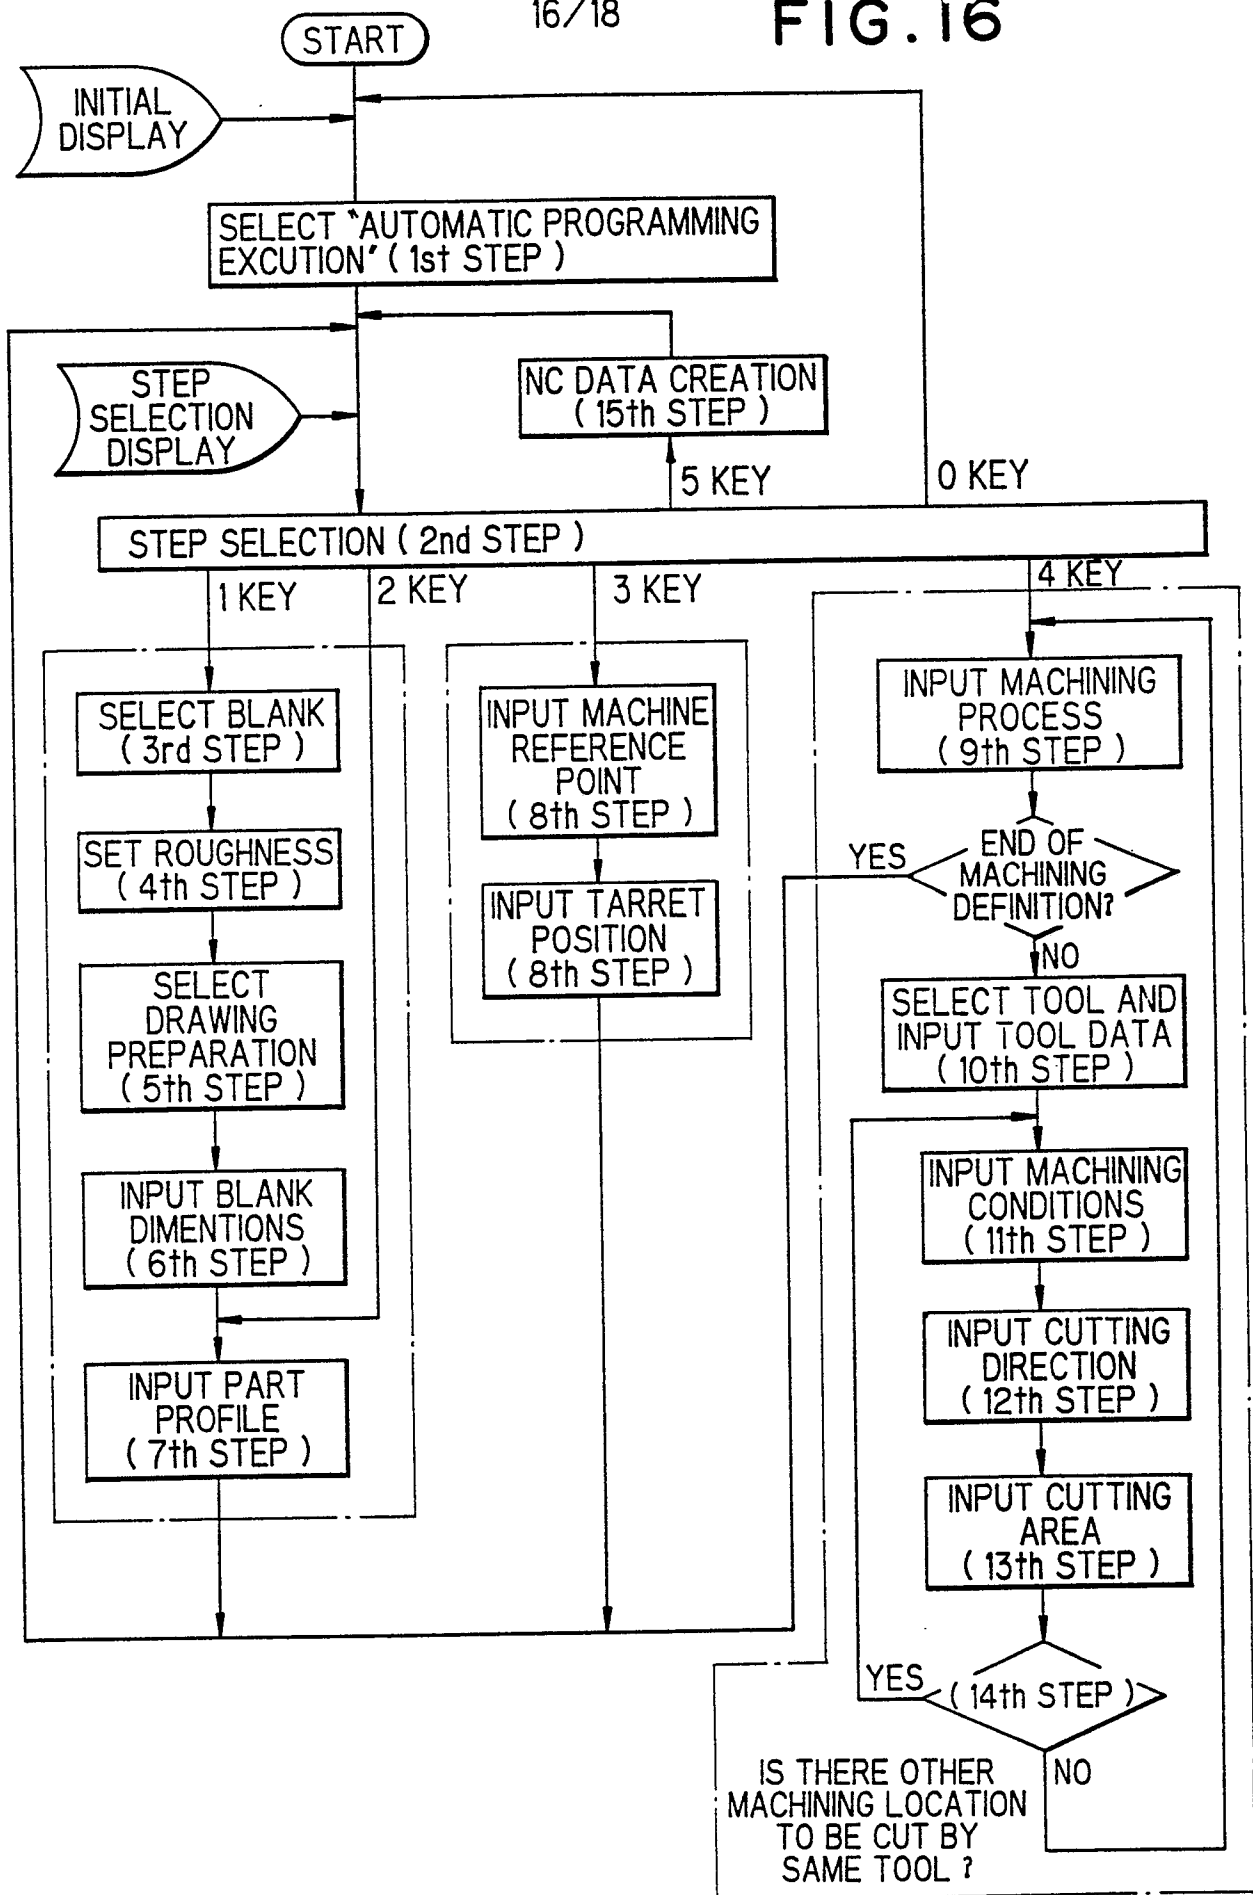 16/18
FIG.16
START
INITIAL
DISPLAY
SELECT "AUTOMATIC PROGRAMMING
EXCUTION" ( 1st STEP )
STEP
SELECTION
DISPLAY
NC DATA CREATION
( 15th STEP )
5 KEY
0 KEY
STEP SELECTION ( 2nd STEP )
1 KEY
2 KEY
3 KEY
4 KEY
SELECT BLANK
( 3rd STEP )
SET ROUGHNESS
( 4th STEP )
SELECT
DRAWING
PREPARATION
( 5th STEP )
INPUT BLANK
DIMENTIONS
( 6th STEP )
INPUT PART
PROFILE
( 7th STEP )
INPUT MACHINE
REFERENCE
POINT
( 8th STEP )
INPUT TARRET
POSITION
( 8th STEP )
INPUT MACHINING
PROCESS
( 9th STEP )
YES
END OF
MACHINING
DEFINITION?
NO
SELECT TOOL AND
INPUT TOOL DATA
( 10th STEP )
INPUT MACHINING
CONDITIONS
( 11th STEP )
INPUT CUTTING
DIRECTION
( 12th STEP )
INPUT CUTTING
AREA
( 13th STEP )
YES
( 14th STEP )
NO
IS THERE OTHER
MACHINING LOCATION
TO BE CUT BY
SAME TOOL ?